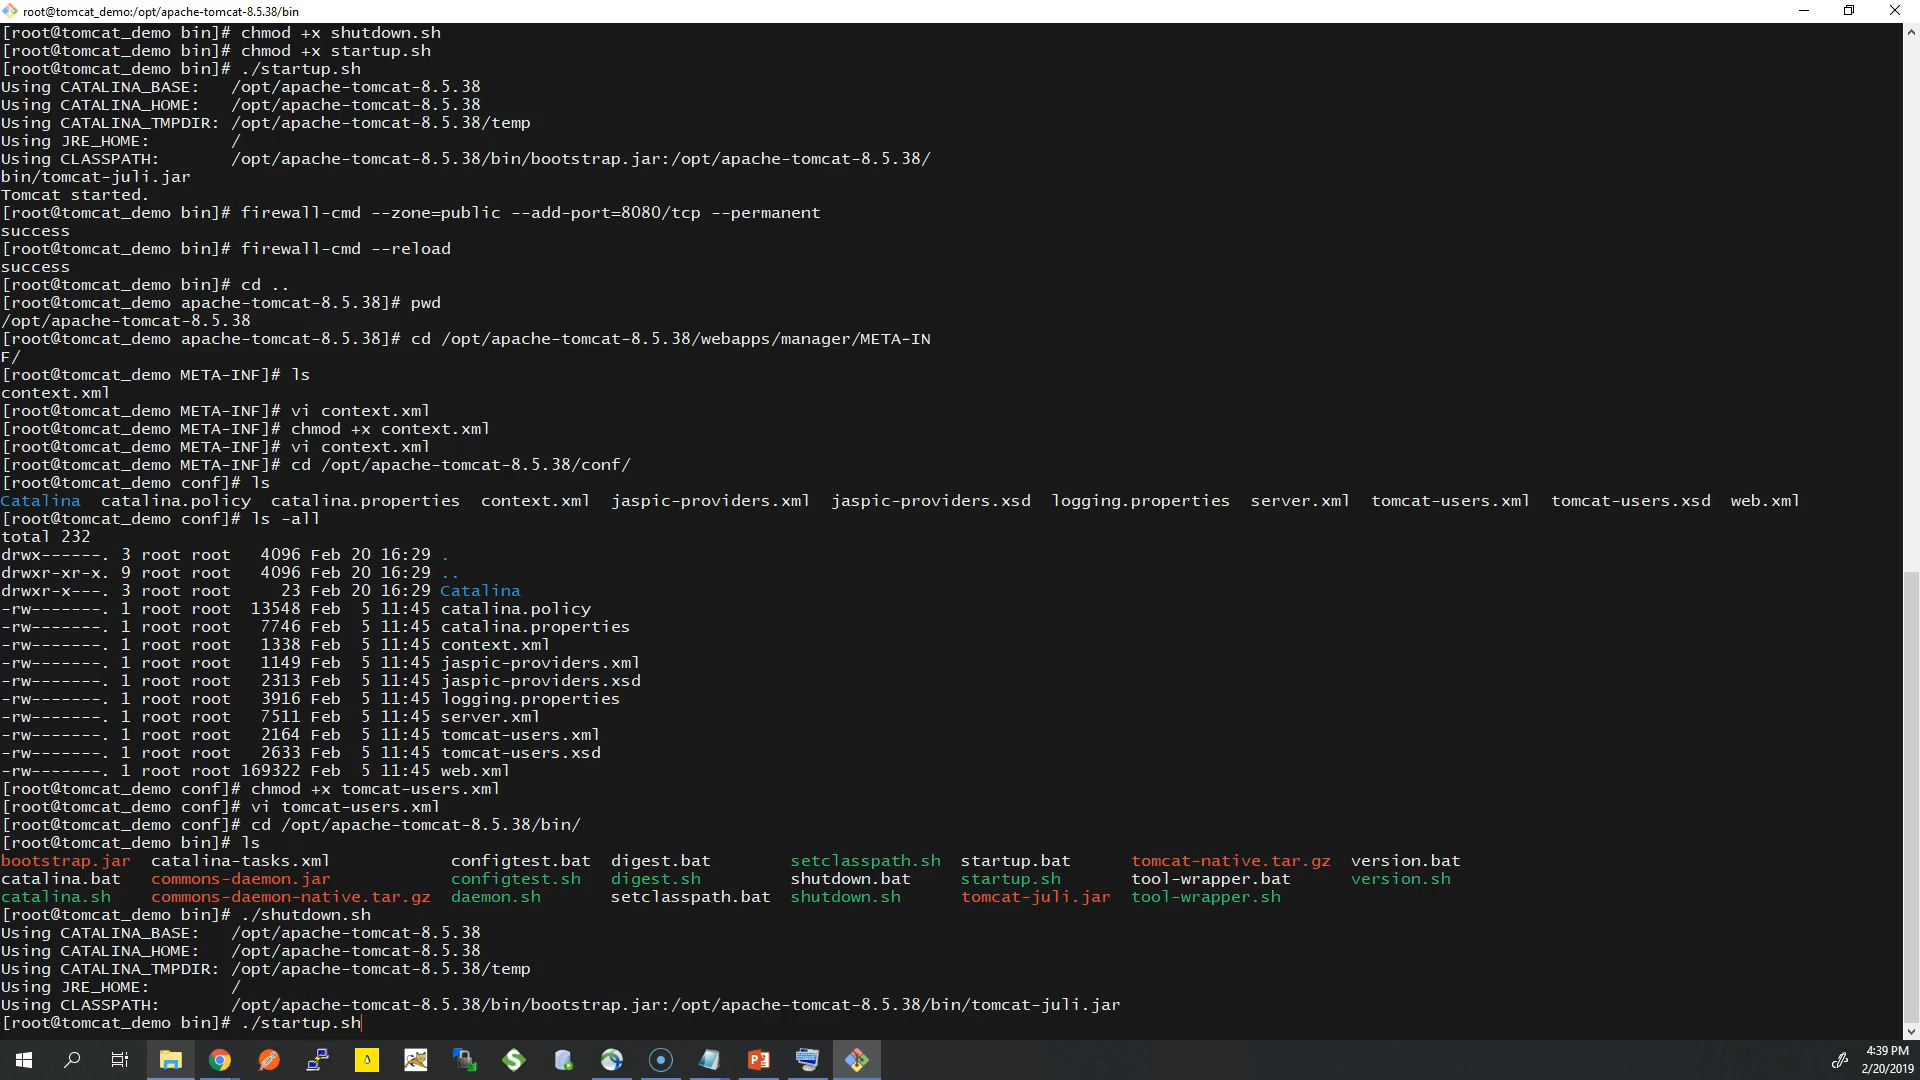 root@tomcat_demo:/opt/apache-tomcat-8.5.38/bin
[root@tomcat_demo bin]# chmod +x shutdown.sh
[root@tomcat_demo bin]# chmod +x startup.sh
[root@tomcat_demo bin]# ./startup.sh
Using CATALINA_BASE:   /opt/apache-tomcat-8.5.38
Using CATALINA_HOME:   /opt/apache-tomcat-8.5.38
Using CATALINA_TMPDIR: /opt/apache-tomcat-8.5.38/temp
Using JRE_HOME:        /
Using CLASSPATH:       /opt/apache-tomcat-8.5.38/bin/bootstrap.jar:/opt/apache-tomcat-8.5.38/
bin/tomcat-juli.jar
Tomcat started.
[root@tomcat_demo bin]# firewall-cmd --zone=public --add-port=8080/tcp --permanent
success
[root@tomcat_demo bin]# firewall-cmd --reload
success
[root@tomcat_demo bin]# cd ..
[root@tomcat_demo apache-tomcat-8.5.38]# pwd
/opt/apache-tomcat-8.5.38
[root@tomcat_demo apache-tomcat-8.5.38]# cd /opt/apache-tomcat-8.5.38/webapps/manager/META-IN
F/
[root@tomcat_demo META-INF]# ls
context.xml
[root@tomcat_demo META-INF]# vi context.xml
[root@tomcat_demo META-INF]# chmod +x context.xml
[root@tomcat_demo META-INF]# vi context.xml
[root@tomcat_demo META-INF]# cd /opt/apache-tomcat-8.5.38/conf/
[root@tomcat_demo conf]# ls
Catalina  catalina.policy  catalina.properties  context.xml  jaspic-providers.xml  jaspic-providers.xsd  logging.properties  server.xml  tomcat-users.xml  tomcat-users.xsd  web.xml
[root@tomcat_demo conf]# ls -all
total 232
drwx------. 3 root root   4096 Feb 20 16:29 .
drwxr-xr-x. 9 root root   4096 Feb 20 16:29 ..
drwxr-x---. 3 root root     23 Feb 20 16:29 Catalina
-rw-------. 1 root root  13548 Feb  5 11:45 catalina.policy
-rw-------. 1 root root   7746 Feb  5 11:45 catalina.properties
-rw-------. 1 root root   1338 Feb  5 11:45 context.xml
-rw-------. 1 root root   1149 Feb  5 11:45 jaspic-providers.xml
-rw-------. 1 root root   2313 Feb  5 11:45 jaspic-providers.xsd
-rw-------. 1 root root   3916 Feb  5 11:45 logging.properties
-rw-------. 1 root root   7511 Feb  5 11:45 server.xml
-rw-------. 1 root root   2164 Feb  5 11:45 tomcat-users.xml
-rw-------. 1 root root   2633 Feb  5 11:45 tomcat-users.xsd
-rw-------. 1 root root 169322 Feb  5 11:45 web.xml
[root@tomcat_demo conf]# chmod +x tomcat-users.xml
[root@tomcat_demo conf]# vi tomcat-users.xml
[root@tomcat_demo conf]# cd /opt/apache-tomcat-8.5.38/bin/
[root@tomcat_demo bin]# ls
bootstrap.jar  catalina-tasks.xml            configtest.bat  digest.bat        setclasspath.sh  startup.bat      tomcat-native.tar.gz  version.bat
catalina.bat   commons-daemon.jar            configtest.sh   digest.sh         shutdown.bat     startup.sh       tool-wrapper.bat      version.sh
catalina.sh    commons-daemon-native.tar.gz  daemon.sh       setclasspath.bat  shutdown.sh      tomcat-juli.jar  tool-wrapper.sh
[root@tomcat_demo bin]# ./shutdown.sh
Using CATALINA_BASE:   /opt/apache-tomcat-8.5.38
Using CATALINA_HOME:   /opt/apache-tomcat-8.5.38
Using CATALINA_TMPDIR: /opt/apache-tomcat-8.5.38/temp
Using JRE_HOME:        /
Using CLASSPATH:       /opt/apache-tomcat-8.5.38/bin/bootstrap.jar:/opt/apache-tomcat-8.5.38/bin/tomcat-juli.jar
[root@tomcat_demo bin]# ./startup.sh
4:39 PM
2/20/2019